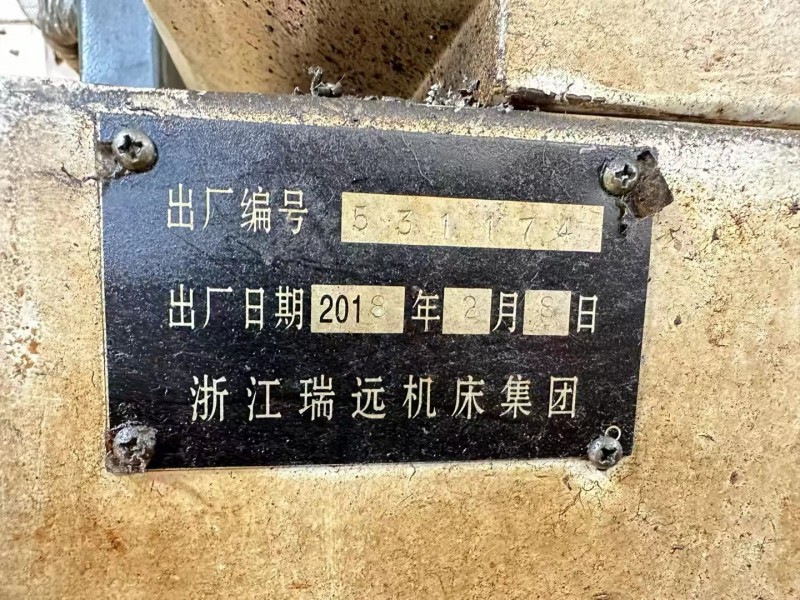 出厂编号 531174
出厂日期 2018 年 2 月 8 日
浙江瑞远机床集团